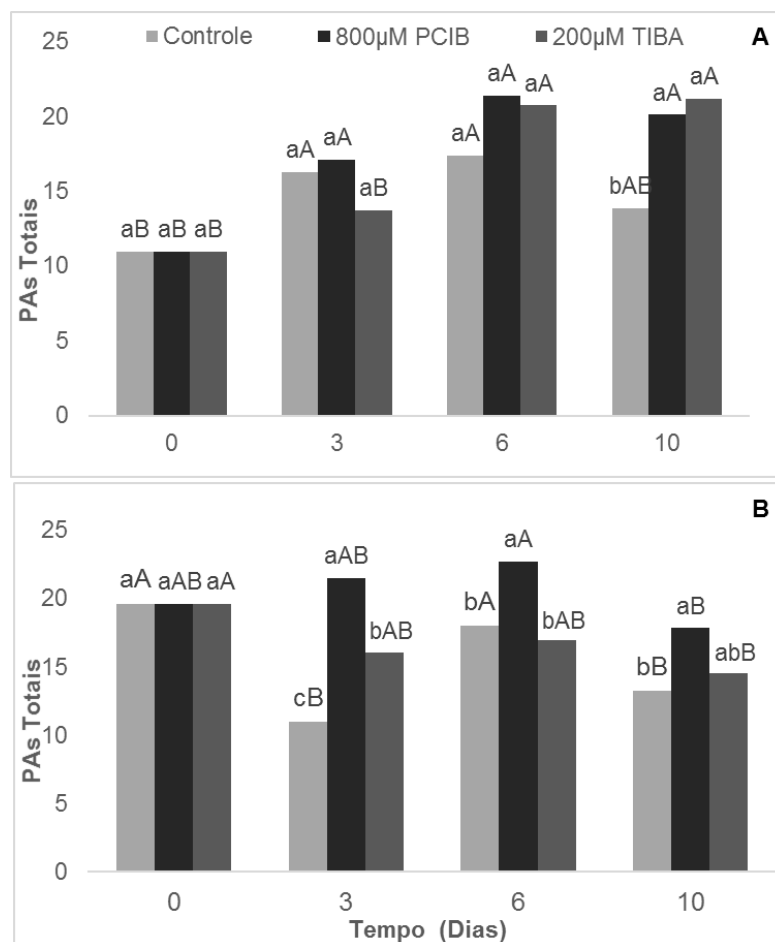 25
Controle 800µM PCIB 200µM TIBA A
aA aA
aA aA
20
aA aA
aA
bAB
15
aB
aB aB aB
10
PAs Totais
5
0
0 3 6 10
B
25
aAB aA
aA aAB aA
20
bA bAB
bAB
aB
abB
15
bB
cB
10
PAs Totais
5
0
0 3 6 10
Tempo (Dias)